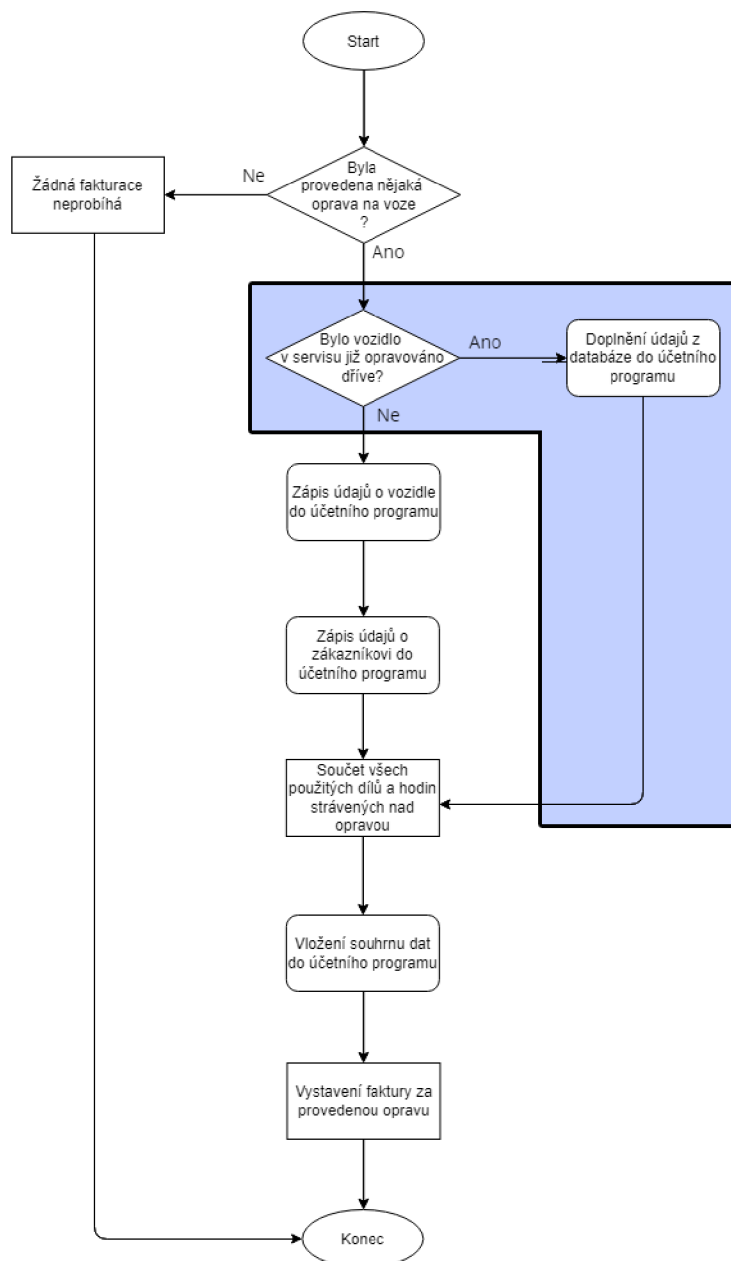 Start
Byla
provedena nějaká
oprava na voze
?
Ne
Žádná fakturace
neprobíhá
Ano
Bylo vozidlo
v servisu již opravováno
dříve?
Ano
Doplnění údajů z
databáze do účetního
programu
Ne
Zápis údajů o vozidle
do účetního programu
Zápis údajů o
zákazníkovi do
účetního programu
Součet všech
použitých dílů a hodin
strávených nad
opravou
Vložení souhrnu dat
do účetního programu
Vystavení faktury za
provedenou opravu
Konec